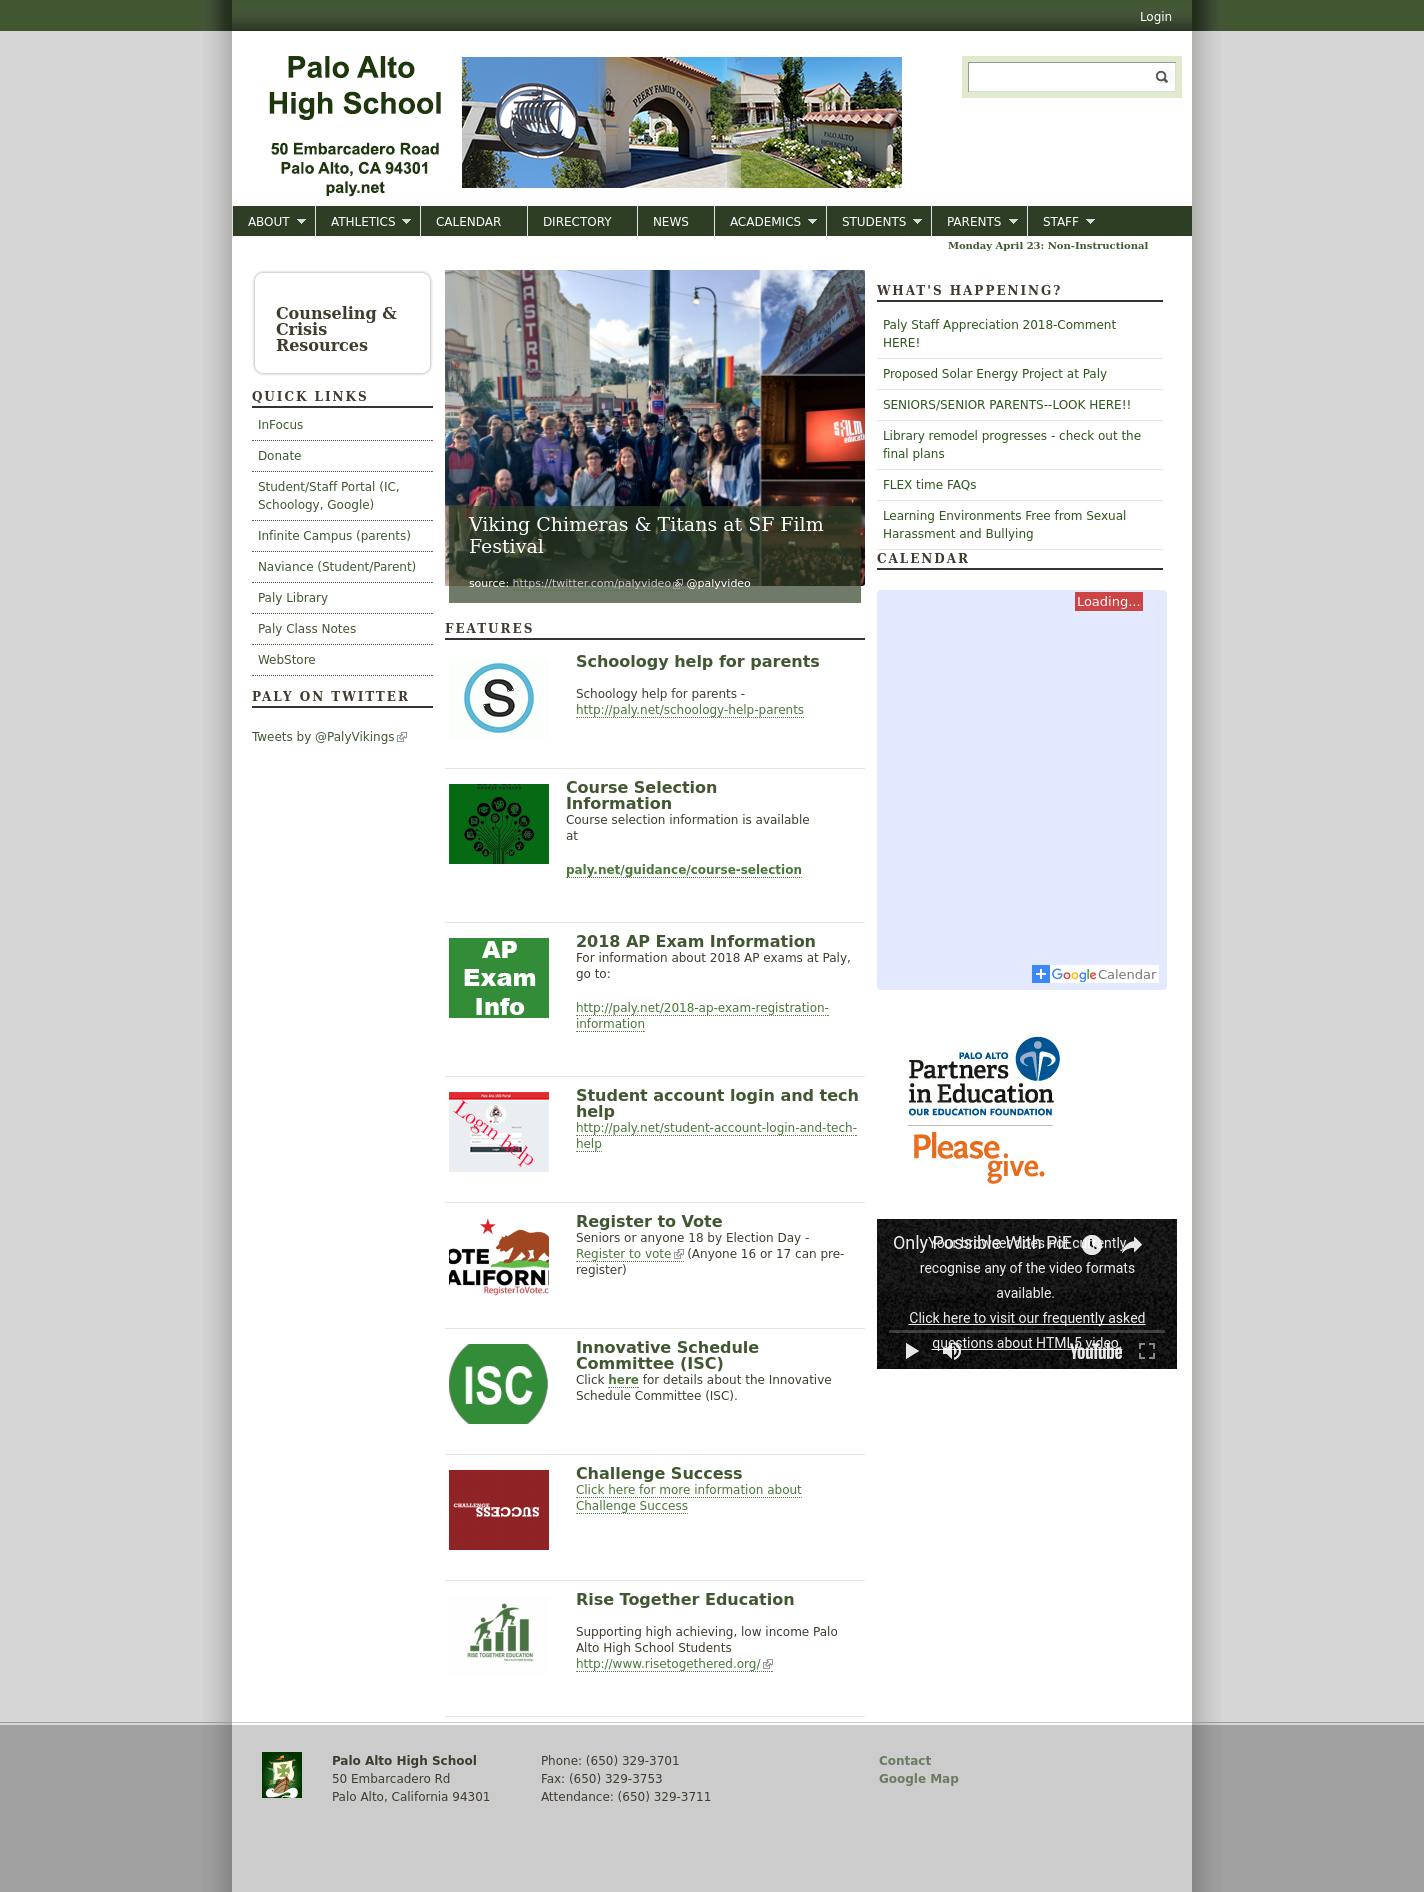 Login
Palo Alto
High School
50 Embarcadero Road
Palo Alto, CA 94301
paly.net
PEERY FAMILY CENTER
PALO ALTO
HIGH SCHOOL
ABOUT ATHLETICS CALENDAR DIRECTORY NEWS ACADEMICS STUDENTS PARENTS STAFF
Monday April 23: Non-Instructional
Counseling &
Crisis
Resources
QUICK LINKS
InFocus
Donate
Student/Staff Portal (IC,
Schoology, Google)
Infinite Campus (parents)
Naviance (Student/Parent)
Paly Library
Paly Class Notes
WebStore
PALY ON TWITTER
Tweets by @PalyVikings
CASTRO
Viking Chimeras & Titans at SF Film
Festival
source: https://twitter.com/palyvideo @palyvideo
FEATURES
S
Schoology help for parents
Schoology help for parents -
http://paly.net/schoology-help-parents
Course Selection
Information
Course selection information is available
at
paly.net/guidance/course-selection
AP
Exam
Info
2018 AP Exam Information
For information about 2018 AP exams at Paly,
go to:
http://paly.net/2018-ap-exam-registration-
information
Login help
Student account login and tech
help
http://paly.net/student-account-login-and-tech-
help
OTE
ALIFORN
RegisterToVote.c
Register to Vote
Seniors or anyone 18 by Election Day -
Register to vote (Anyone 16 or 17 can pre-
register)
ISC
Innovative Schedule
Committee (ISC)
Click here for details about the Innovative
Schedule Committee (ISC).
CHALLENGE
SUCCESS
Challenge Success
Click here for more information about
Challenge Success
RISE TOGETHER EDUCATION
Rise Together Education
Supporting high achieving, low income Palo
Alto High School Students
http://www.risetogethered.org/
WHAT'S HAPPENING?
Paly Staff Appreciation 2018-Comment
HERE!
Proposed Solar Energy Project at Paly
SENIORS/SENIOR PARENTS--LOOK HERE!!
Library remodel progresses - check out the
final plans
FLEX time FAQs
Learning Environments Free from Sexual
Harassment and Bullying
CALENDAR
Loading...
Google Calendar
PALO ALTO
Partners
in Education
OUR EDUCATION FOUNDATION
Please
give.
Only Possible With PiE
Your browser does not currently
recognise any of the video formats
available.
Click here to visit our frequently asked
questions about HTML5 video.
YouTube
Palo Alto High School
50 Embarcadero Rd
Palo Alto, California 94301
Phone: (650) 329-3701
Fax: (650) 329-3753
Attendance: (650) 329-3711
Contact
Google Map